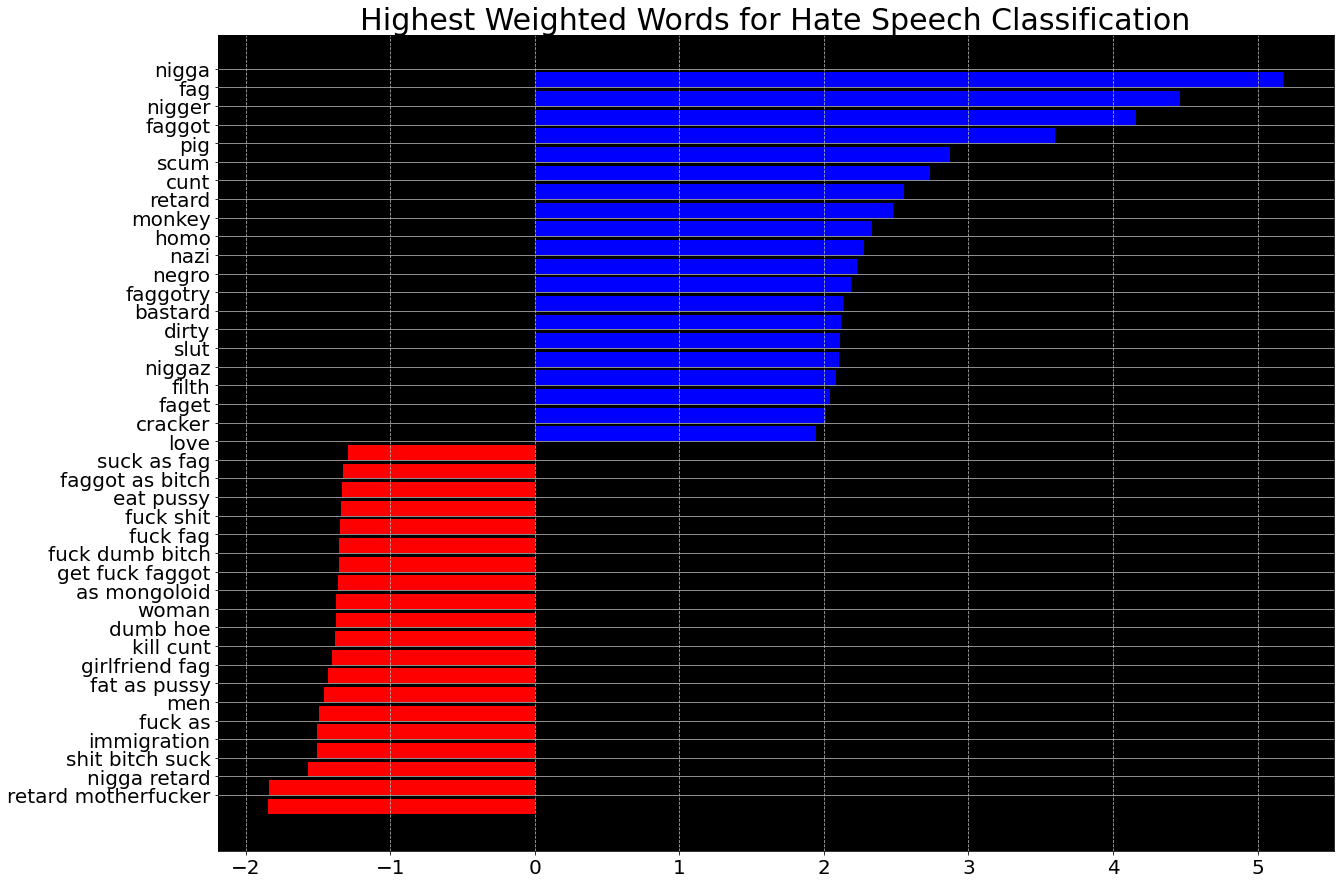 Highest Weighted Words for Hate Speech Classification
nigga
fag
nigger
faggot
pig
scum
cunt
retard
monkey
homo
nazi
negro
faggotry
bastard
dirty
slut
niggaz
filth
faget
cracker
love
suck as fag
faggot as bitch
eat pussy
fuck shit
fuck fag
fuck dumb bitch
get fuck faggot
as mongoloid
woman
dumb hoe
kill cunt
girlfriend fag
fat as pussy
men
fuck as
immigration
shit bitch suck
nigga retard
retard motherfucker
−2 −1 0 1 2 3 4 5